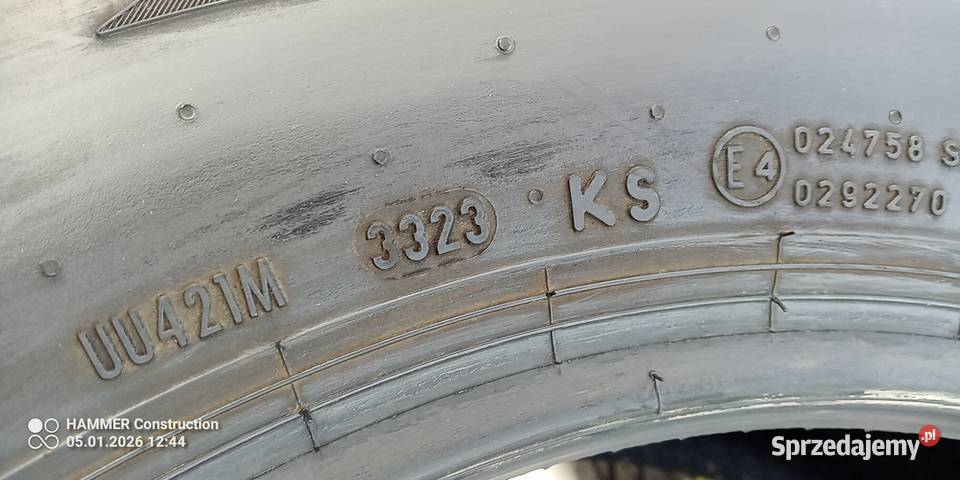 UU421M
3323
KS
E4
024758 S
0292270
HAMMER Construction
05.01.2026 12:44
Sprzedajemy.pl